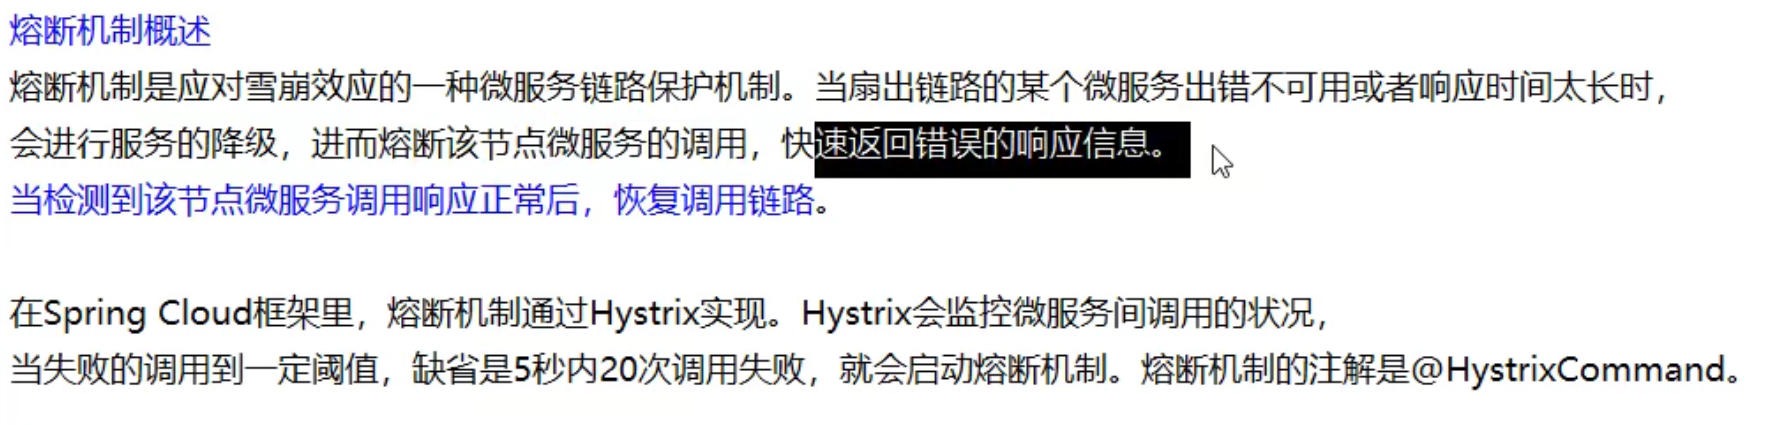 熔断机制概述
熔断机制是应对雪崩效应的一种微服务链路保护机制。当扇出链路的某个微服务出错不可用或者响应时间太长时，
会进行服务的降级，进而熔断该节点微服务的调用，快速返回错误的响应信息。
当检测到该节点微服务调用响应正常后，恢复调用链路。
在Spring Cloud框架里，熔断机制通过Hystrix实现。Hystrix会监控微服务间调用的状况，
当失败的调用到一定阈值，缺省是5秒内20次调用失败，就会启动熔断机制。熔断机制的注解是@HystrixCommand。